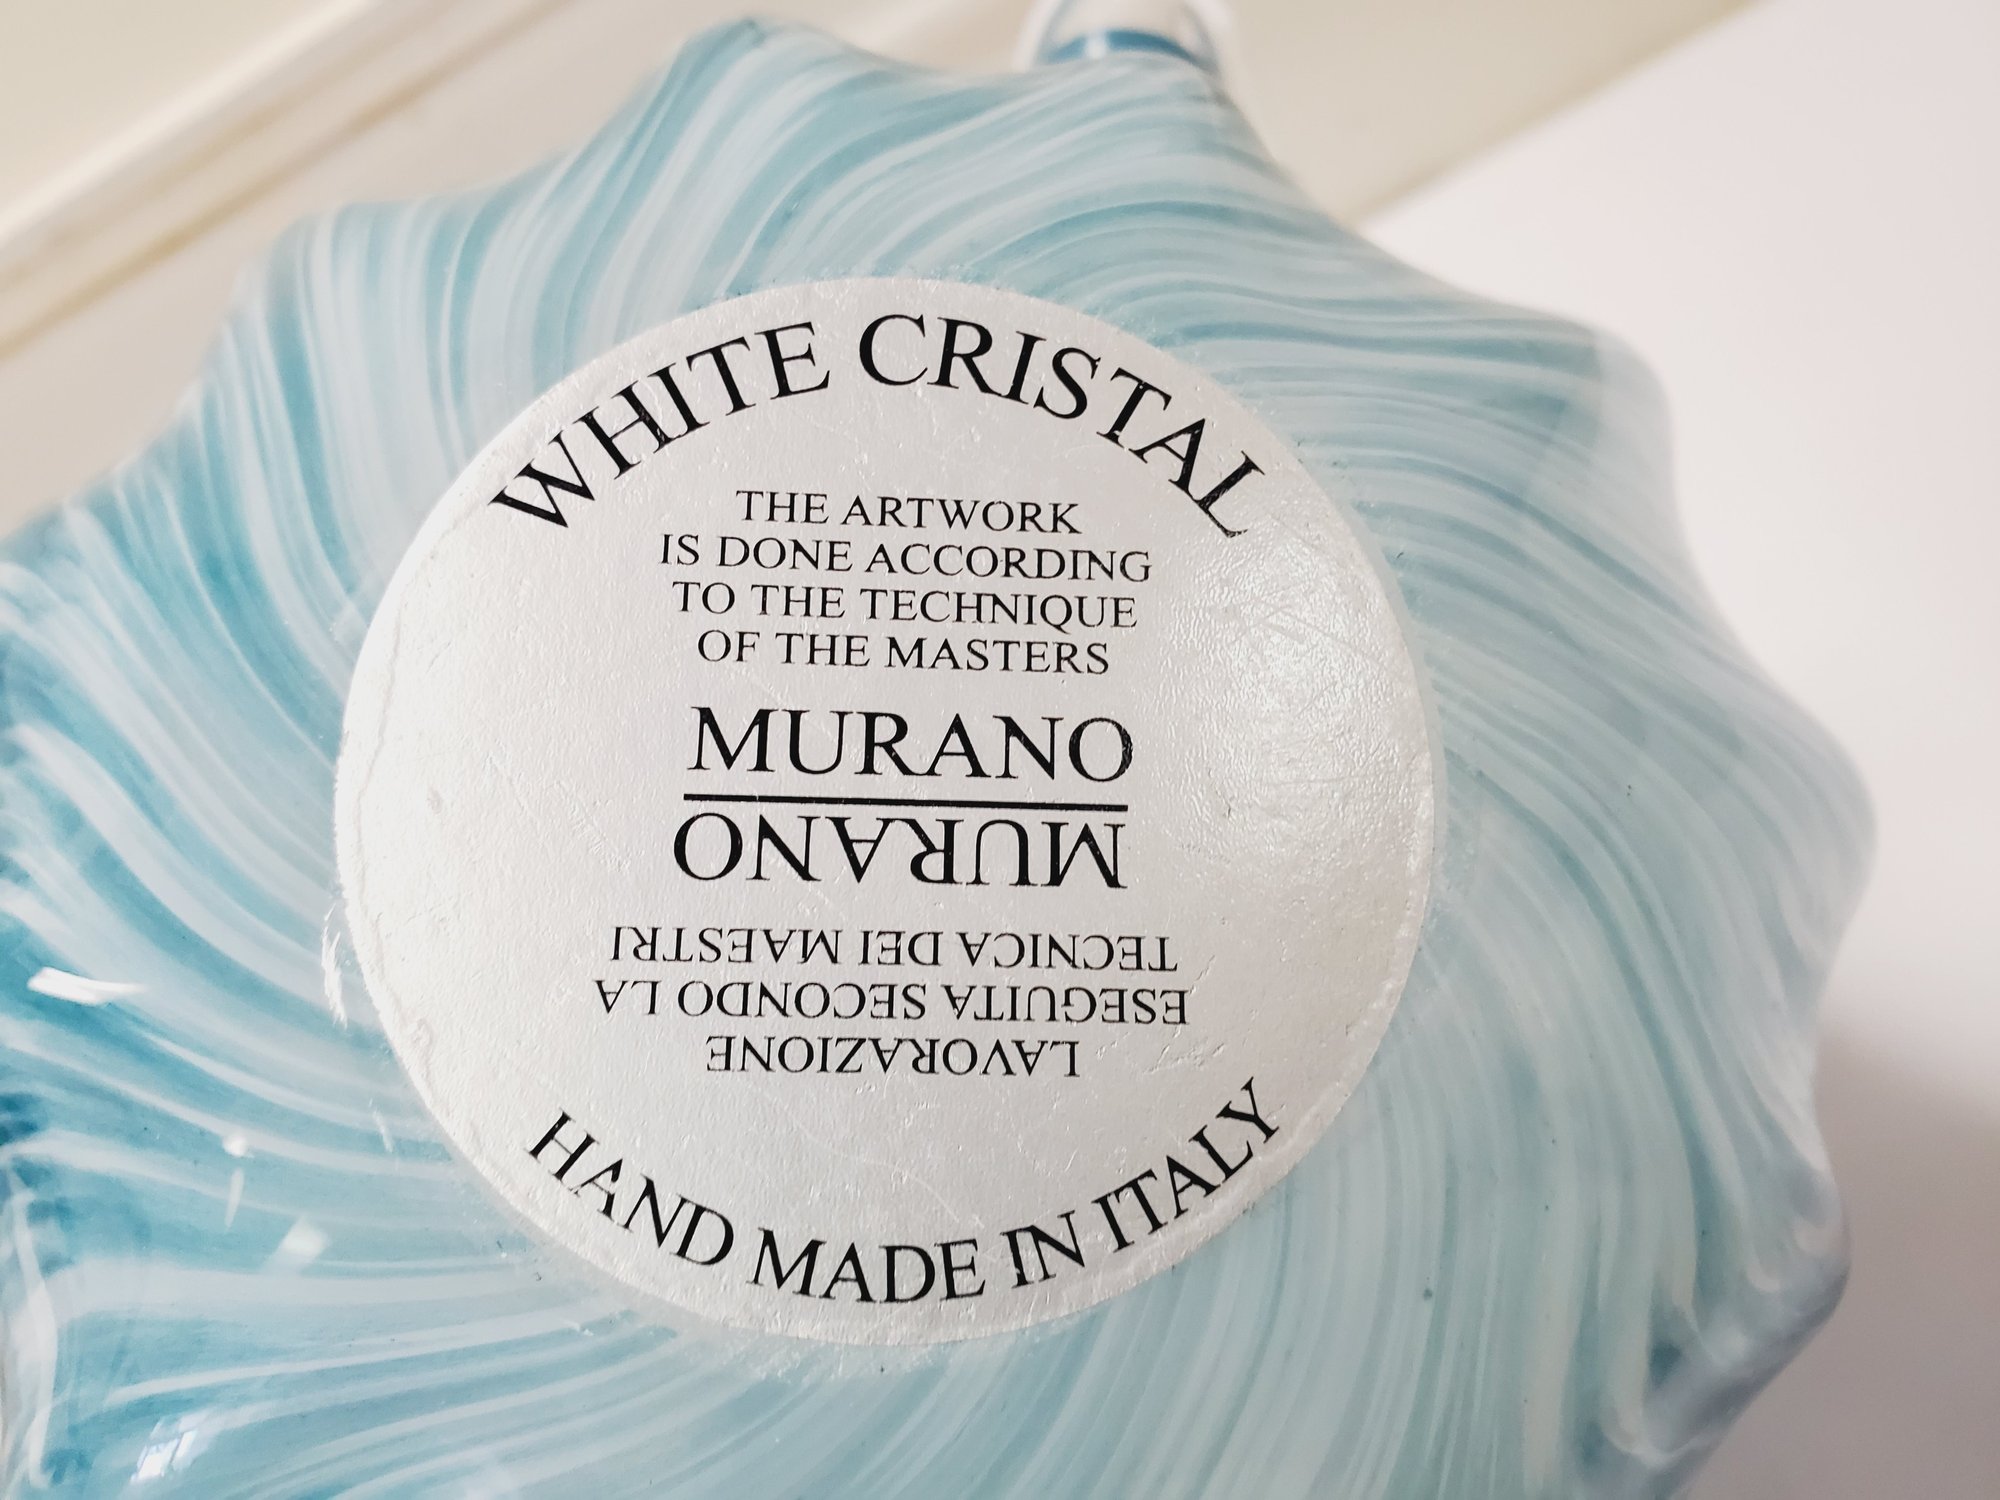 WHITE CRISTAL
THE ARTWORK
IS DONE ACCORDING
TO THE TECHNIQUE
OF THE MASTERS
MURANO
MURANO
LAVORAZIONE
ESEGUITA SECONDO LA
TECNICA DEI MAESTRI
HAND MADE IN ITALY